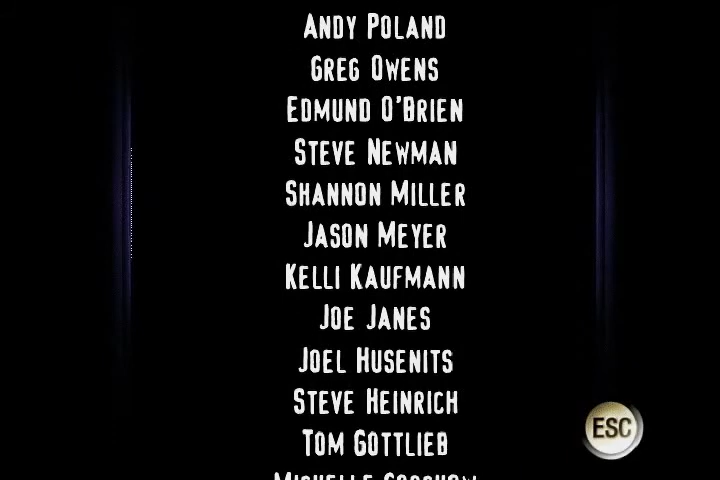 ANDY POLAND
GREG OWENS
EDMUND O'BRIEN
STEVE NEWMAN
SHANNON MILLER
JASON MEYER
KELLI KAUFMANN
JOE JANES
JOEL HUSENITS
STEVE HEINRICH
TOM GOTTLIEB
MICHELLE
ESC